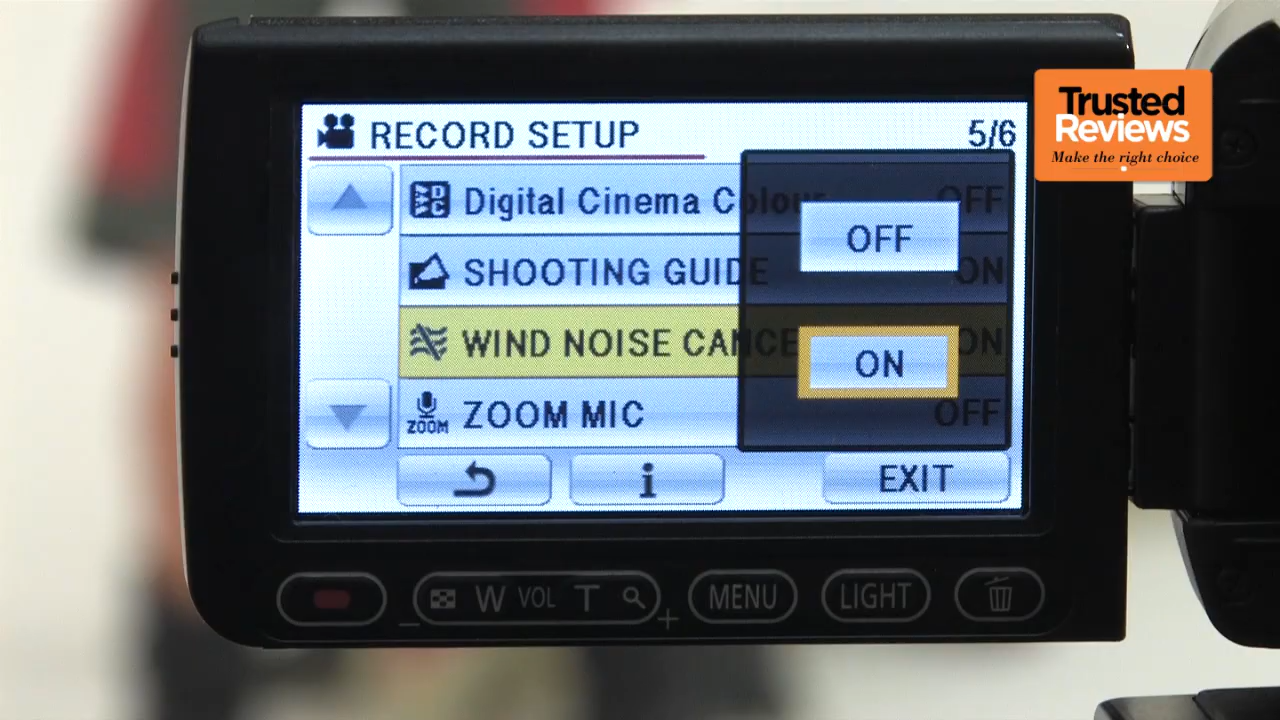 Trusted
Reviews
Make the right choice
RECORD SETUP 5/6
Digital Cinema Colour OFF
OFF
SHOOTING GUIDE ON
WIND NOISE CANCE ON
ON
ZOOM
ZOOM MIC OFF
i EXIT
W VOL T MENU LIGHT